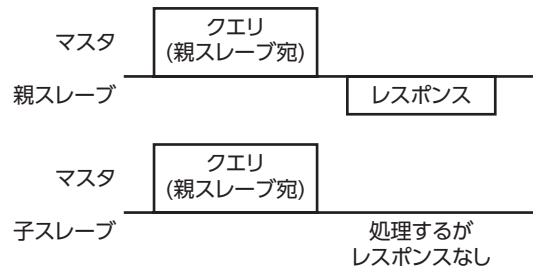 マスタ
クエリ
(親スレーブ宛)
親スレーブ
レスポンス
マスタ
クエリ
(親スレーブ宛)
子スレーブ
処理するが
レスポンスなし